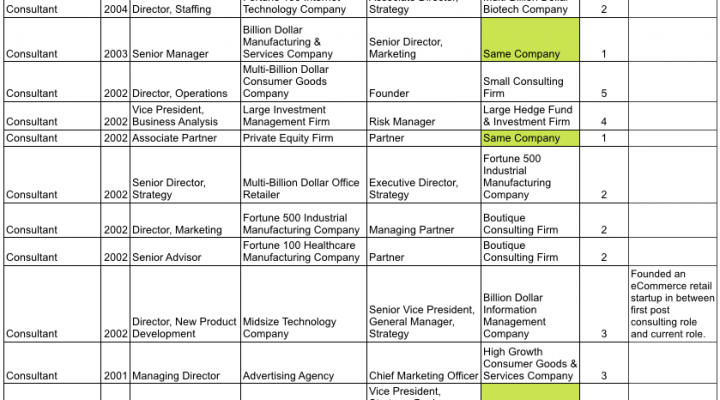 Consultant
2004
Director, Staffing
Technology Company
Associate Director,
Strategy
Multi-Billion Dollar
Biotech Company
2
Consultant
2003
Senior Manager
Billion Dollar
Manufacturing &
Services Company
Senior Director,
Marketing
Same Company
1
Consultant
2002
Director, Operations
Multi-Billion Dollar
Consumer Goods
Company
Founder
Small Consulting
Firm
5
Consultant
2002
Vice President,
Business Analysis
Large Investment
Management Firm
Risk Manager
Large Hedge Fund
& Investment Firm
4
Consultant
2002
Associate Partner
Private Equity Firm
Partner
Same Company
1
Consultant
2002
Senior Director,
Strategy
Multi-Billion Dollar Office
Retailer
Executive Director,
Strategy
Fortune 500
Industrial
Manufacturing
Company
2
Consultant
2002
Director, Marketing
Fortune 500 Industrial
Manufacturing Company
Managing Partner
Boutique
Consulting Firm
2
Consultant
2002
Senior Advisor
Fortune 100 Healthcare
Manufacturing Company
Partner
Boutique
Consulting Firm
2
Consultant
2002
Director, New Product
Development
Midsize Technology
Company
Senior Vice President,
General Manager,
Strategy
Billion Dollar
Information
Management
Company
3
Founded an
eCommerce retail
startup in between
first post
consulting role
and current role.
Consultant
2001
Managing Director
Advertising Agency
Chief Marketing Officer
High Growth
Consumer Goods &
Services Company
3
Vice President,